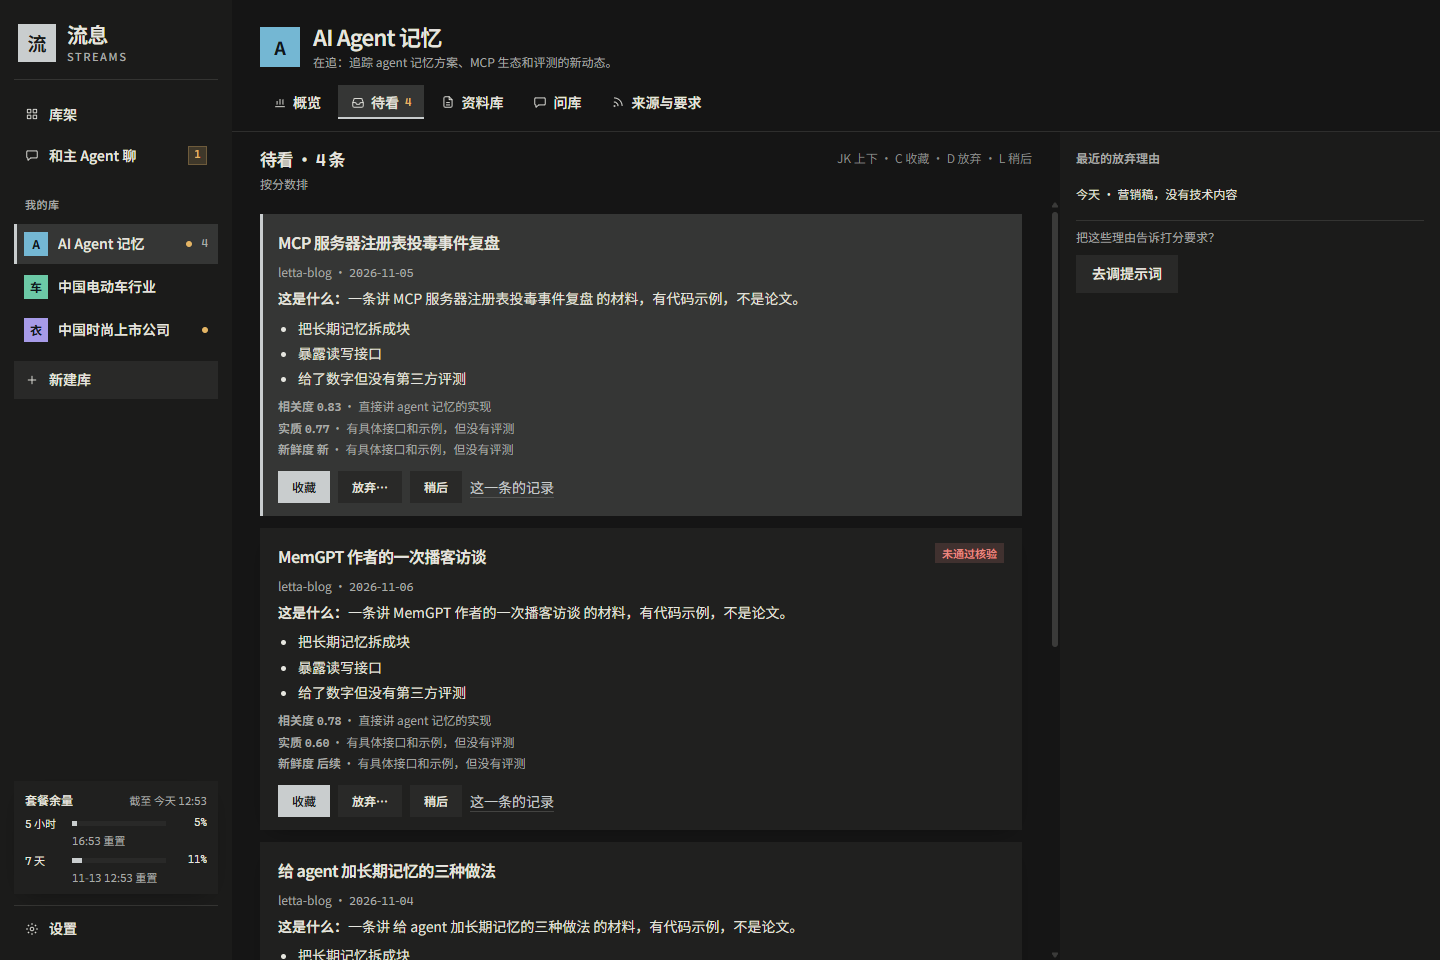 流
流息
STREAMS
库架
和主 Agent 聊
1
我的库
A
AI Agent 记忆
4
车
中国电动车行业
衣
中国时尚上市公司
新建库
套餐余量
截至 今天 12:53
5 小时
5%
16:53 重置
7 天
11%
11-13 12:53 重置
设置
A
AI Agent 记忆
在追：追踪 agent 记忆方案、MCP 生态和评测的新动态。
概览
待看 4
资料库
问库
来源与要求
待看 · 4 条
JK 上下 · C 收藏 · D 放弃 · L 稍后
按分数排
MCP 服务器注册表投毒事件复盘
letta-blog · 2026-11-05
这是什么：一条讲 MCP 服务器注册表投毒事件复盘 的材料，有代码示例，不是论文。
把长期记忆拆成块
暴露读写接口
给了数字但没有第三方评测
相关度 0.83 · 直接讲 agent 记忆的实现
实质 0.77 · 有具体接口和示例，但没有评测
新鲜度 新 · 有具体接口和示例，但没有评测
收藏
放弃…
稍后
这一条的记录
MemGPT 作者的一次播客访谈
未通过核验
letta-blog · 2026-11-06
这是什么：一条讲 MemGPT 作者的一次播客访谈 的材料，有代码示例，不是论文。
把长期记忆拆成块
暴露读写接口
给了数字但没有第三方评测
相关度 0.78 · 直接讲 agent 记忆的实现
实质 0.60 · 有具体接口和示例，但没有评测
新鲜度 后续 · 有具体接口和示例，但没有评测
收藏
放弃…
稍后
这一条的记录
给 agent 加长期记忆的三种做法
letta-blog · 2026-11-04
这是什么：一条讲 给 agent 加长期记忆的三种做法 的材料，有代码示例，不是论文。
把长期记忆拆成块
最近的放弃理由
今天 · 营销稿，没有技术内容
把这些理由告诉打分要求？
去调提示词